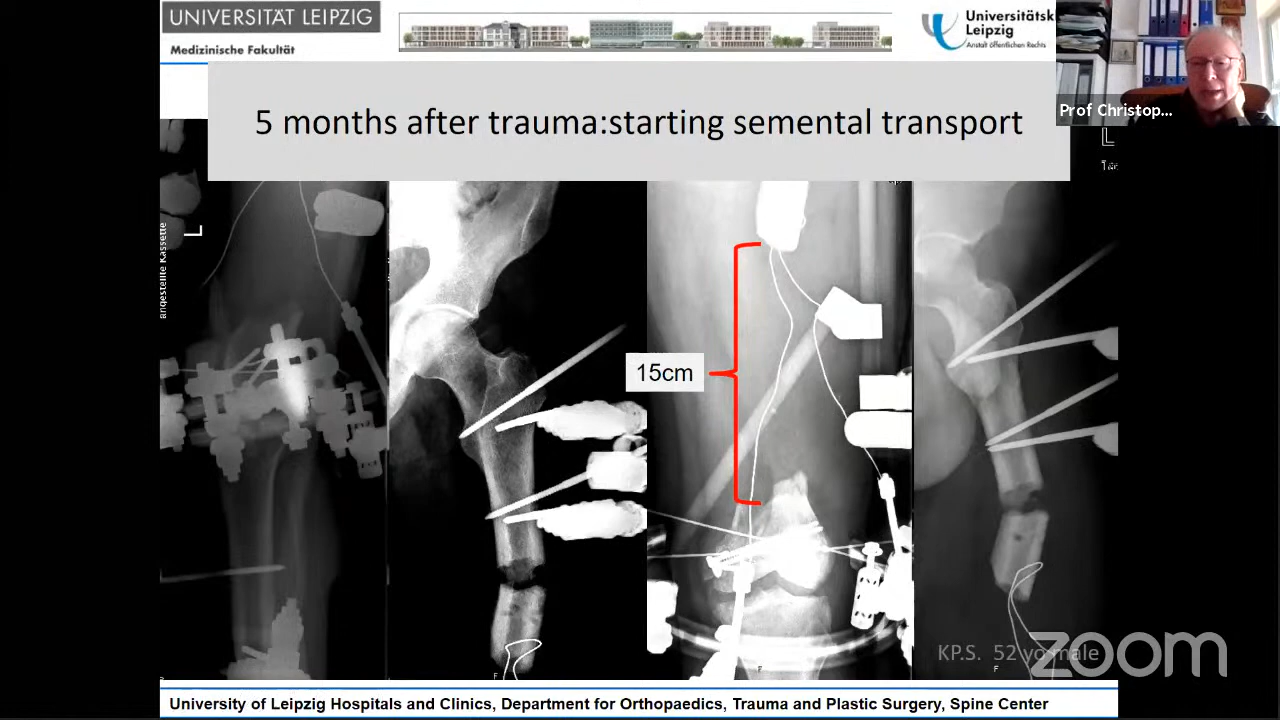 UNIVERSITÄT LEIPZIG
Medizinische Fakultät
Universitätsk
Leipzig
Anstalt öffentlichen Rechts
Prof Christop...
5 months after trauma:starting semental transport
L
angestellte Kassette
15cm
KP.S. 52 yo male
zoom
F
F
F
University of Leipzig Hospitals and Clinics, Department for Orthopaedics, Trauma and Plastic Surgery, Spine Center